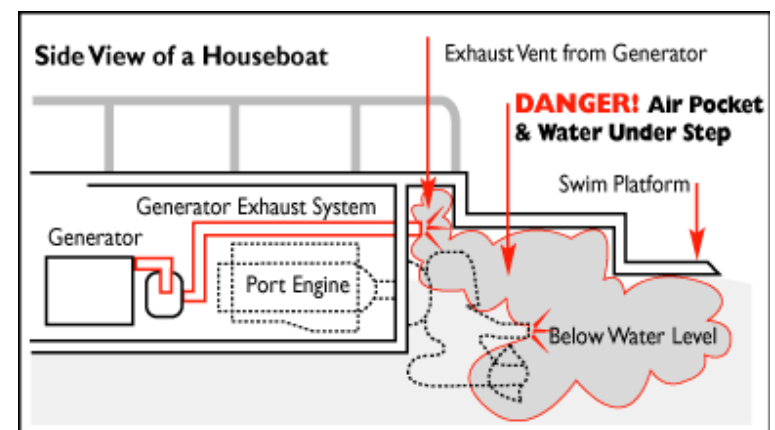 Side View of a Houseboat
Exhaust Vent from Generator
DANGER! Air Pocket
& Water Under Step
Swim Platform
Generator Exhaust System
Generator
Port Engine
Below Water Level